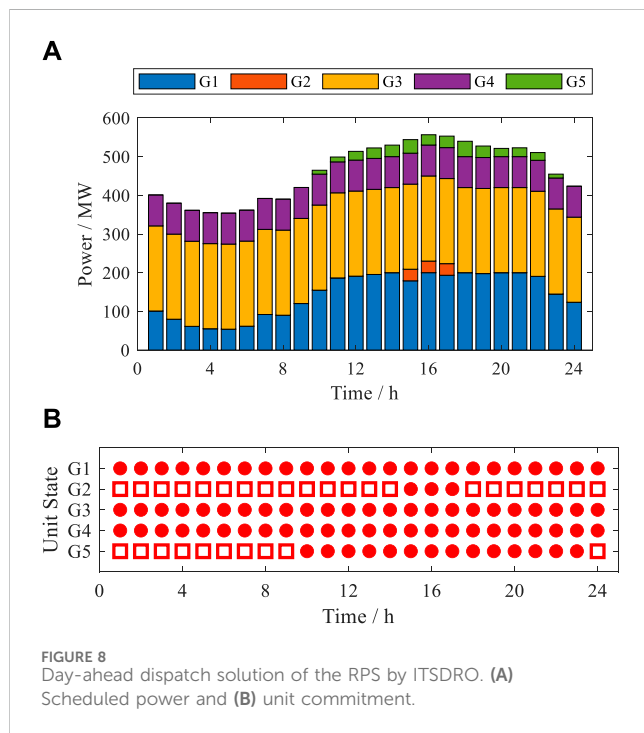 A
G1 G2 G3 G4 G5
600
500
400
300
200
100
0
Power / MW
0 4 8 12 16 20 24
Time / h
B
G1
G2
G3
G4
G5
Unit State
0 4 8 12 16 20 24
Time / h
FIGURE 8
Day-ahead dispatch solution of the RPS by ITSDRO. (A)
Scheduled power and (B) unit commitment.